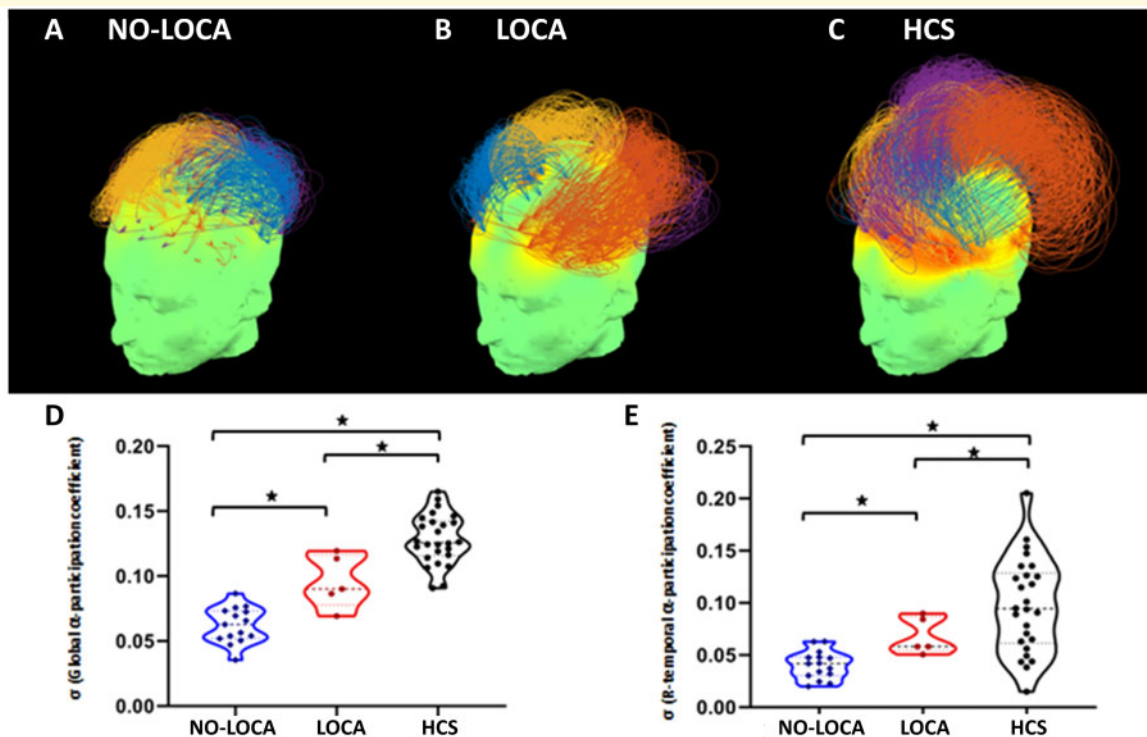 A NO-LOCA B LOCA C HCS
D
σ (Global α-participation coefficient)
0.20
0.15
0.10
0.05
0.00
NO-LOCA LOCA HCS
E
σ (R-temporal α-participation coefficient)
0.25
0.20
0.15
0.10
0.05
0.00
NO-LOCA LOCA HCS